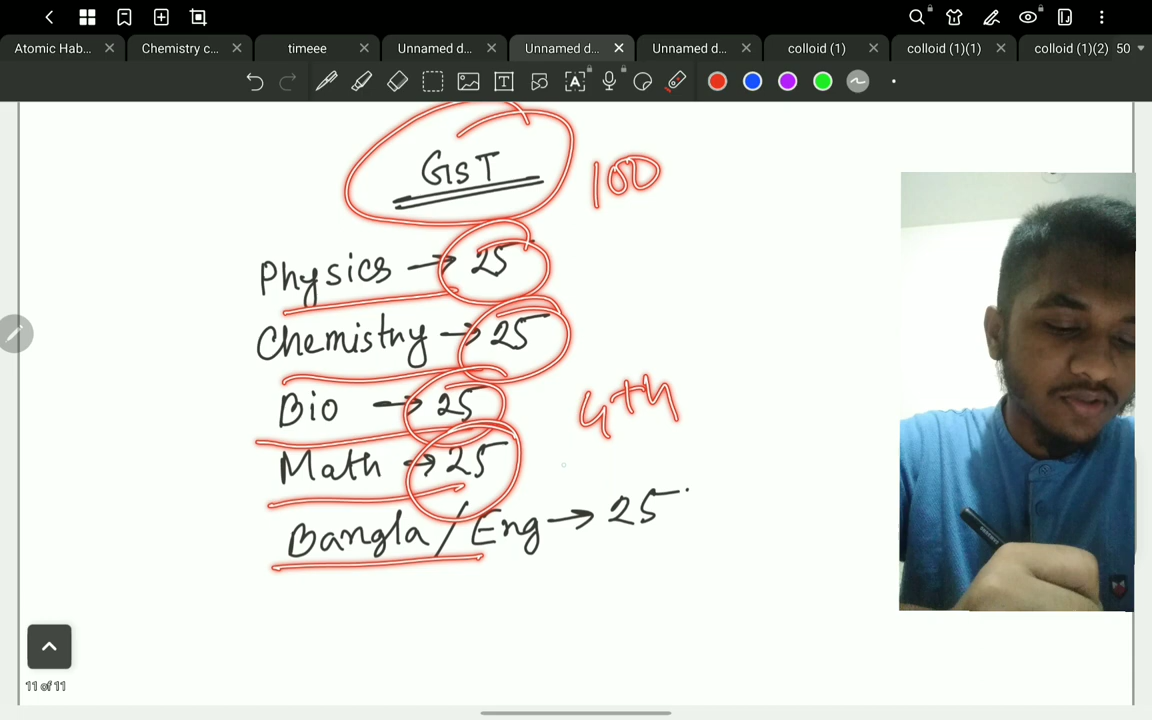 Atomic Hab...
Chemistry c...
timeee
Unnamed d...
Unnamed d...
Unnamed d...
colloid (1)
colloid (1)(1)
colloid (1)(2)
50
GST
100
Physics → 25
Chemistry → 25
Bio → 25
4th
Math → 25
Bangla / Eng → 25
11 of 11